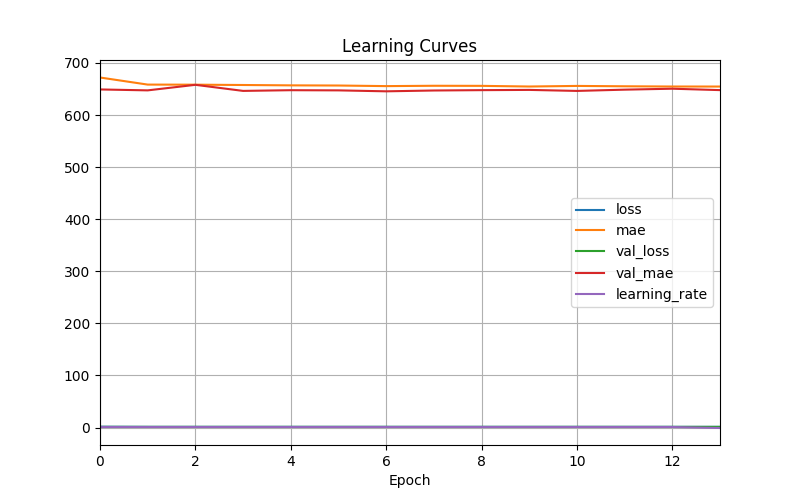 Learning Curves
700
600
500
400
300
200
100
0
loss
mae
val_loss
val_mae
learning_rate
0 2 4 6 8 10 12
Epoch